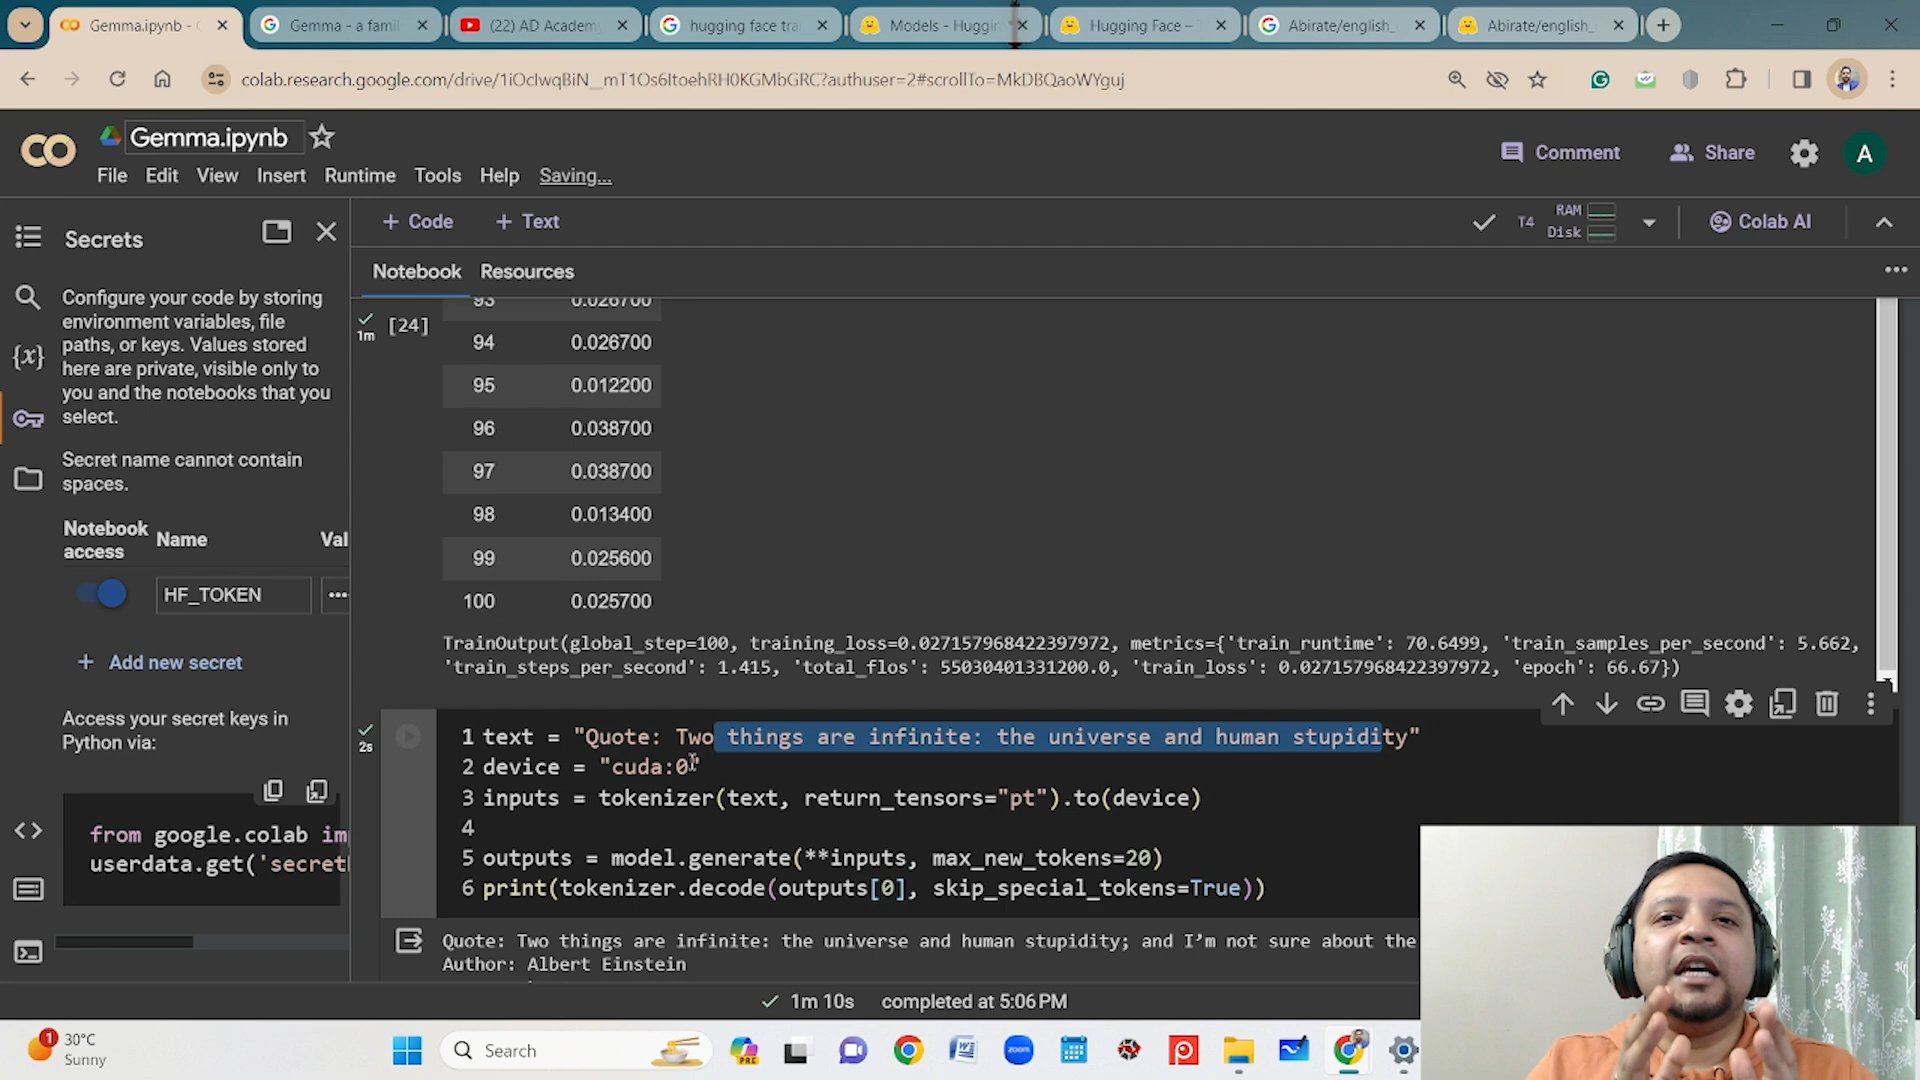 Gemma.ipynb - C
Gemma - a famil
(22) AD Academy
hugging face tra
Models - Huggin
Hugging Face –
Abirate/english_
Abirate/english_
colab.research.google.com/drive/1iOcIwqBiN__mT1Os6ItoehRH0KGMbGRC?authuser=2#scrollTo=MkDBQaoWYguj
CO
Gemma.ipynb
Comment
Share
A
File Edit View Insert Runtime Tools Help Saving...
Secrets
+ Code + Text
T4 RAM
Disk
Colab AI
Notebook Resources
Configure your code by storing
environment variables, file
paths, or keys. Values stored
here are private, visible only to
you and the notebooks that you
select.
Secret name cannot contain
spaces.
Notebook
access
Name
Val
HF_TOKEN
+ Add new secret
Access your secret keys in
Python via:
from google.colab im
userdata.get('secret
1m
[24]
93 0.026700
94 0.026700
95 0.012200
96 0.038700
97 0.038700
98 0.013400
99 0.025600
100 0.025700
TrainOutput(global_step=100, training_loss=0.027157968422397972, metrics={'train_runtime': 70.6499, 'train_samples_per_second': 5.662,
'train_steps_per_second': 1.415, 'total_flos': 55030401331200.0, 'train_loss': 0.027157968422397972, 'epoch': 66.67})
2s
1 text = "Quote: Two things are infinite: the universe and human stupidity"
2 device = "cuda:0"
3 inputs = tokenizer(text, return_tensors="pt").to(device)
4
5 outputs = model.generate(**inputs, max_new_tokens=20)
6 print(tokenizer.decode(outputs[0], skip_special_tokens=True))
Quote: Two things are infinite: the universe and human stupidity; and I’m not sure about the
Author: Albert Einstein
1m 10s completed at 5:06 PM
1
30°C
Sunny
Search
PRE
W
zoom